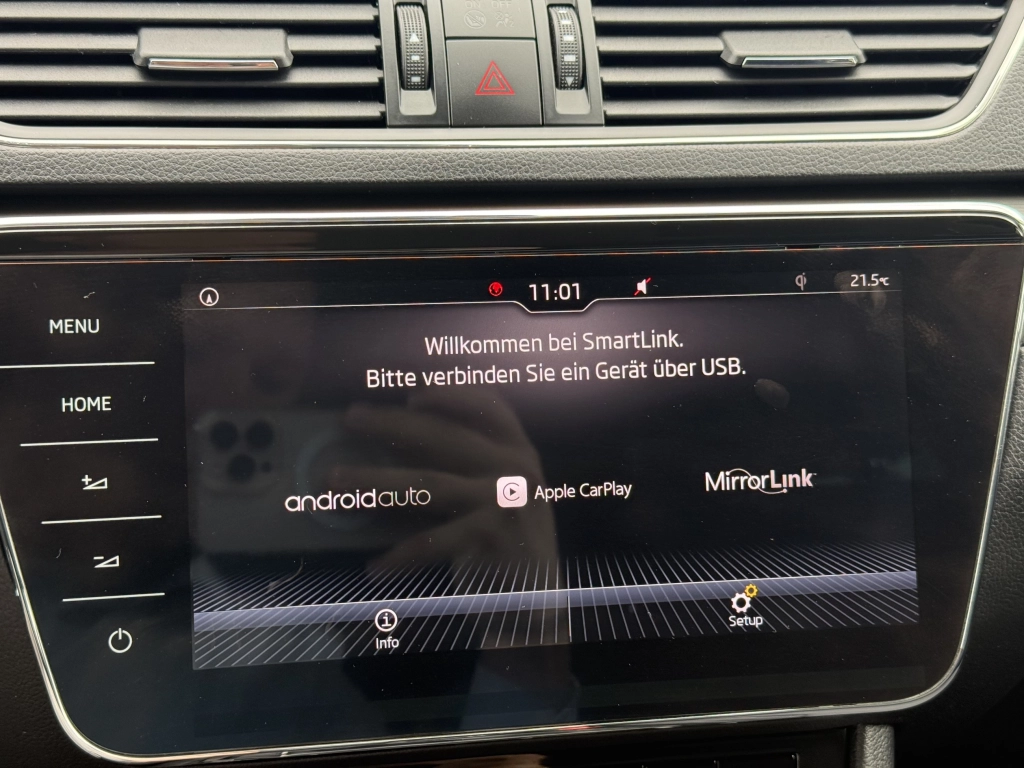 11:01
21.5°C
MENU
Willkommen bei SmartLink.
Bitte verbinden Sie ein Gerät über USB.
HOME
androidauto
Apple CarPlay
MirrorLink
Info
Setup